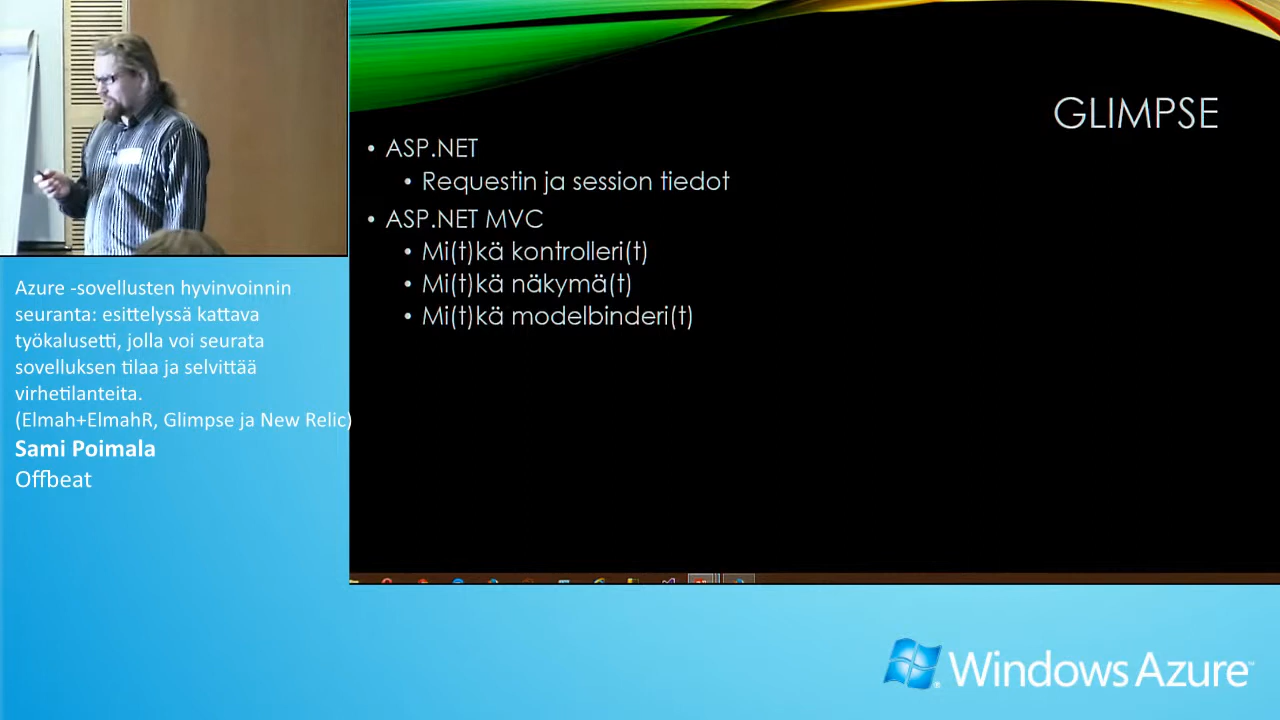 GLIMPSE
• ASP.NET
• Requestin ja session tiedot
• ASP.NET MVC
• Mi(t)kä kontrolleri(t)
• Mi(t)kä näkymä(t)
• Mi(t)kä modelbinderi(t)
Azure -sovellusten hyvinvoinnin
seuranta: esittelyssä kattava
työkalusetti, jolla voi seurata
sovelluksen tilaa ja selvittää
virhetilanteita.
(Elmah+ElmahR, Glimpse ja New Relic)
Sami Poimala
Offbeat
Windows Azure™